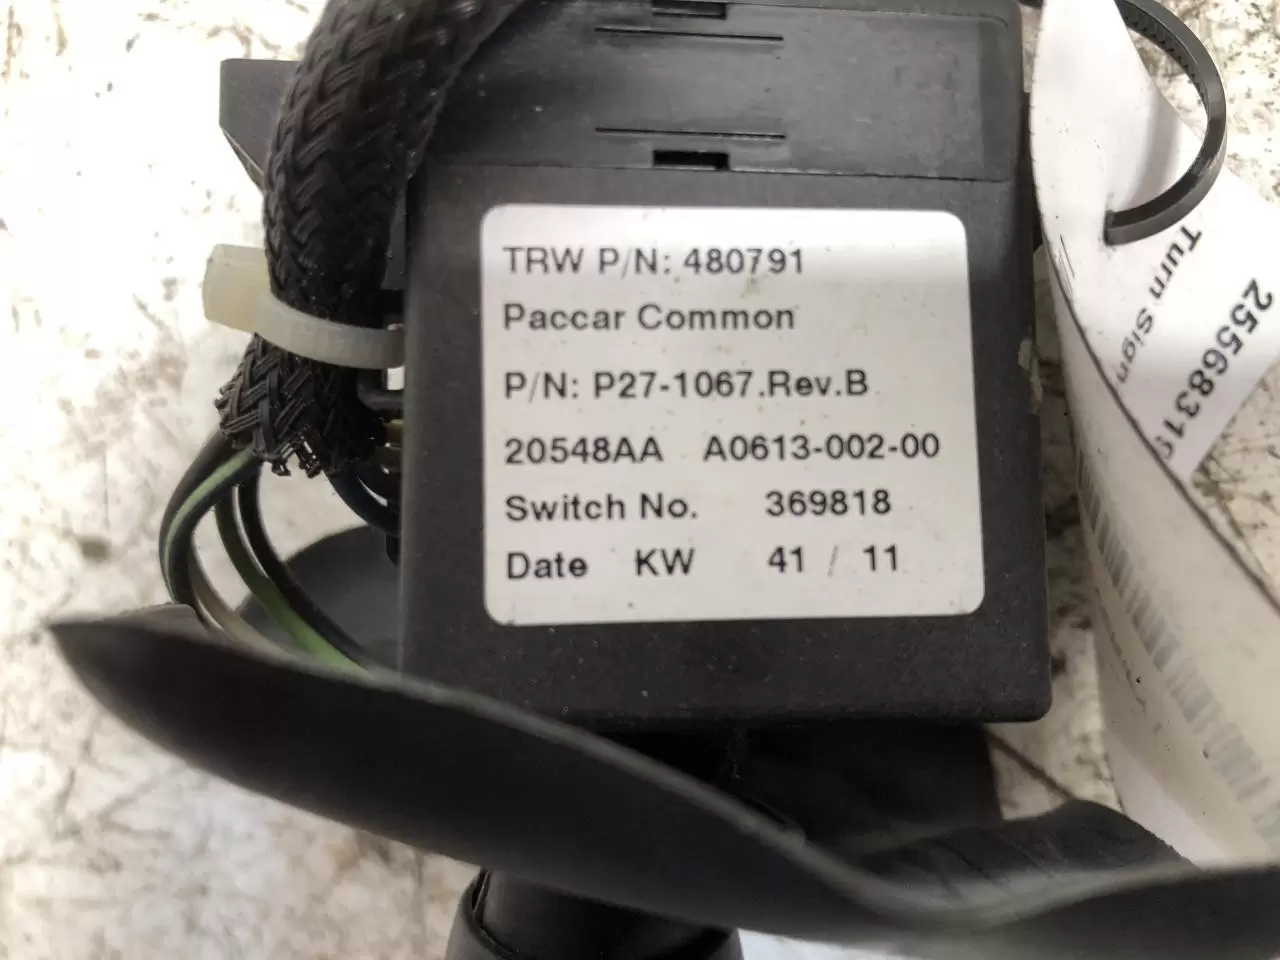 TRW P/N: 480791
Paccar Common
P/N: P27-1067.Rev.B
20548AA A0613-002-00
Switch No. 369818
Date KW 41 / 11
Turn Sign
25568319